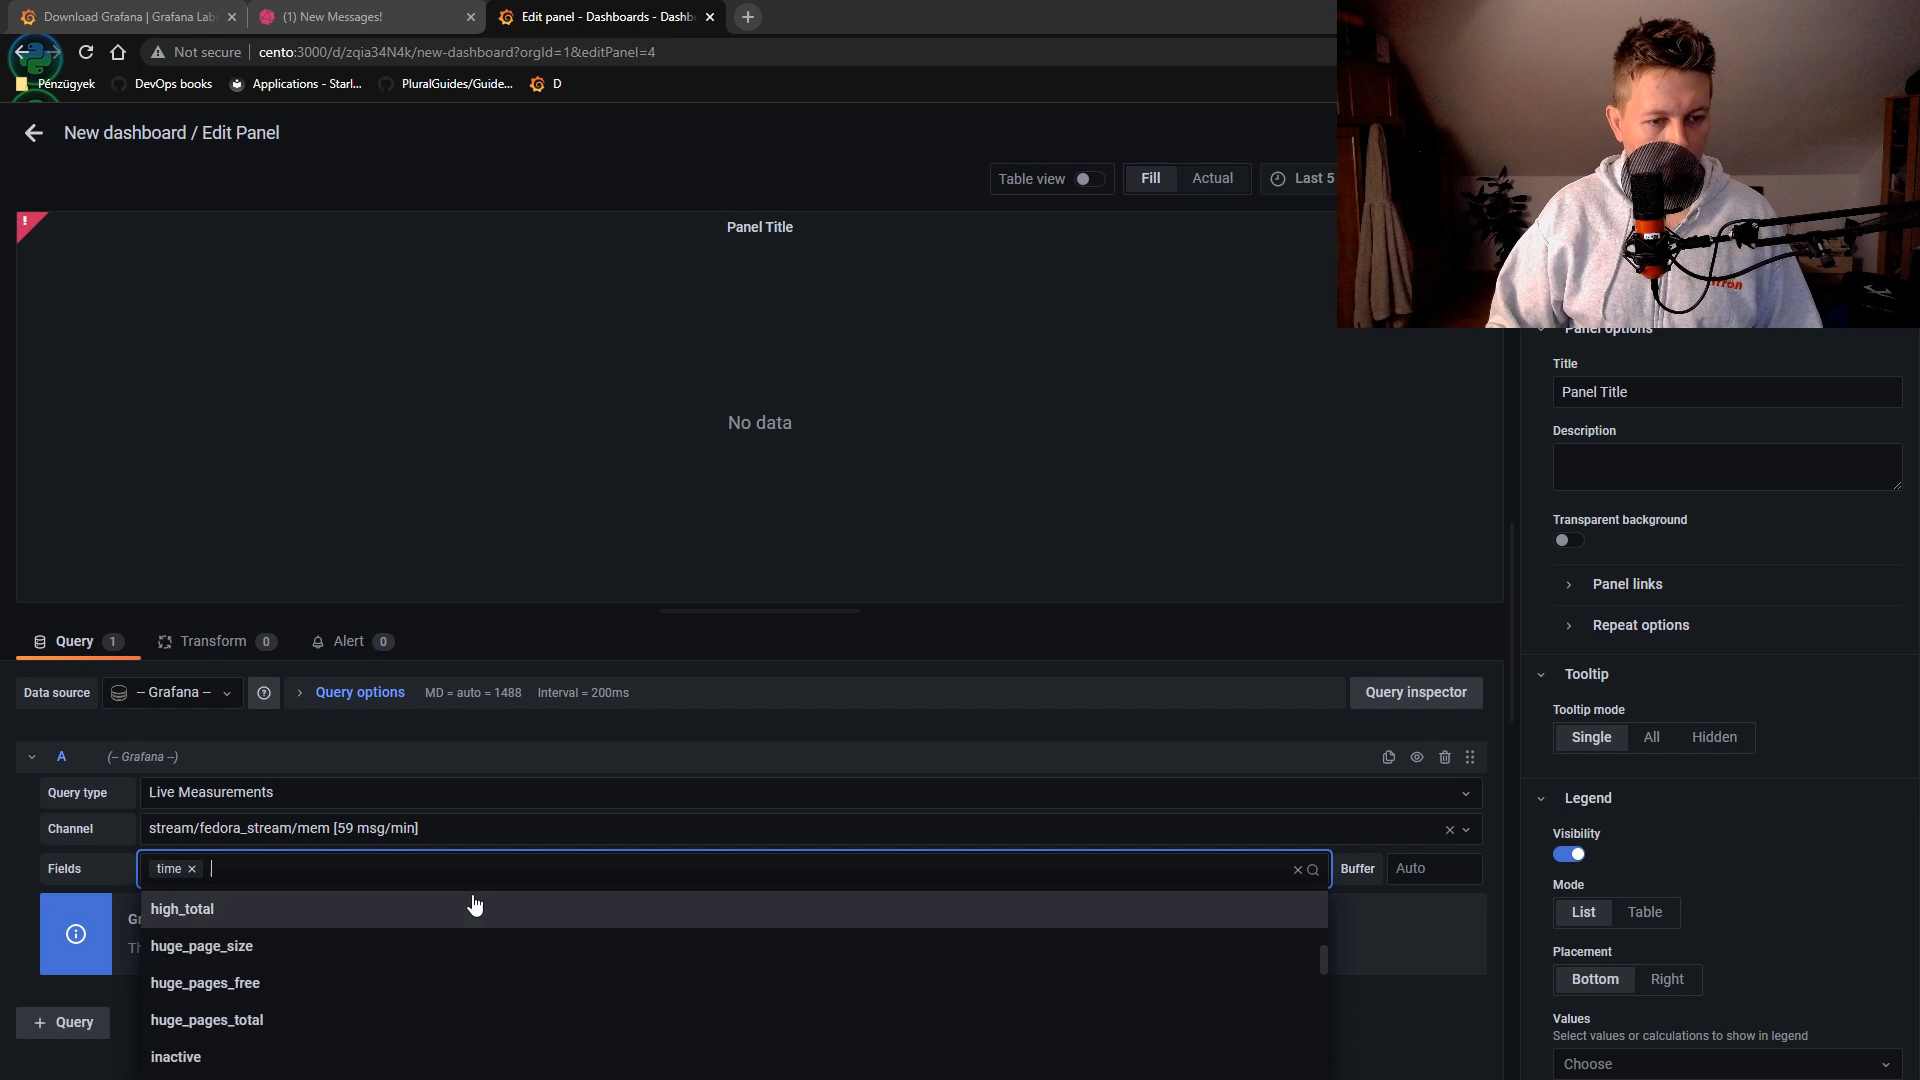 Download Grafana | Grafana Labs
(1) New Messages!
Edit panel - Dashboards - Dashb
Not secure
cento:3000/d/zqia34N4k/new-dashboard?orgId=1&editPanel=4
Pénzügyek
DevOps books
Applications - Starl...
PluralGuides/Guide...
D
New dashboard / Edit Panel
Table view
Fill
Actual
Last 5
!
Panel Title
No data
Panel options
Title
Panel Title
Description
Transparent background
Panel links
Repeat options
Tooltip
Tooltip mode
Single
All
Hidden
Legend
Visibility
Mode
List
Table
Placement
Bottom
Right
Values
Select values or calculations to show in legend
Choose
Query 1
Transform 0
Alert 0
Data source
-- Grafana --
Query options
MD = auto = 1488
Interval = 200ms
Query inspector
A
(-- Grafana --)
Query type
Live Measurements
Channel
stream/fedora_stream/mem [59 msg/min]
Fields
time
Buffer
Auto
high_total
huge_page_size
huge_pages_free
huge_pages_total
inactive
+ Query